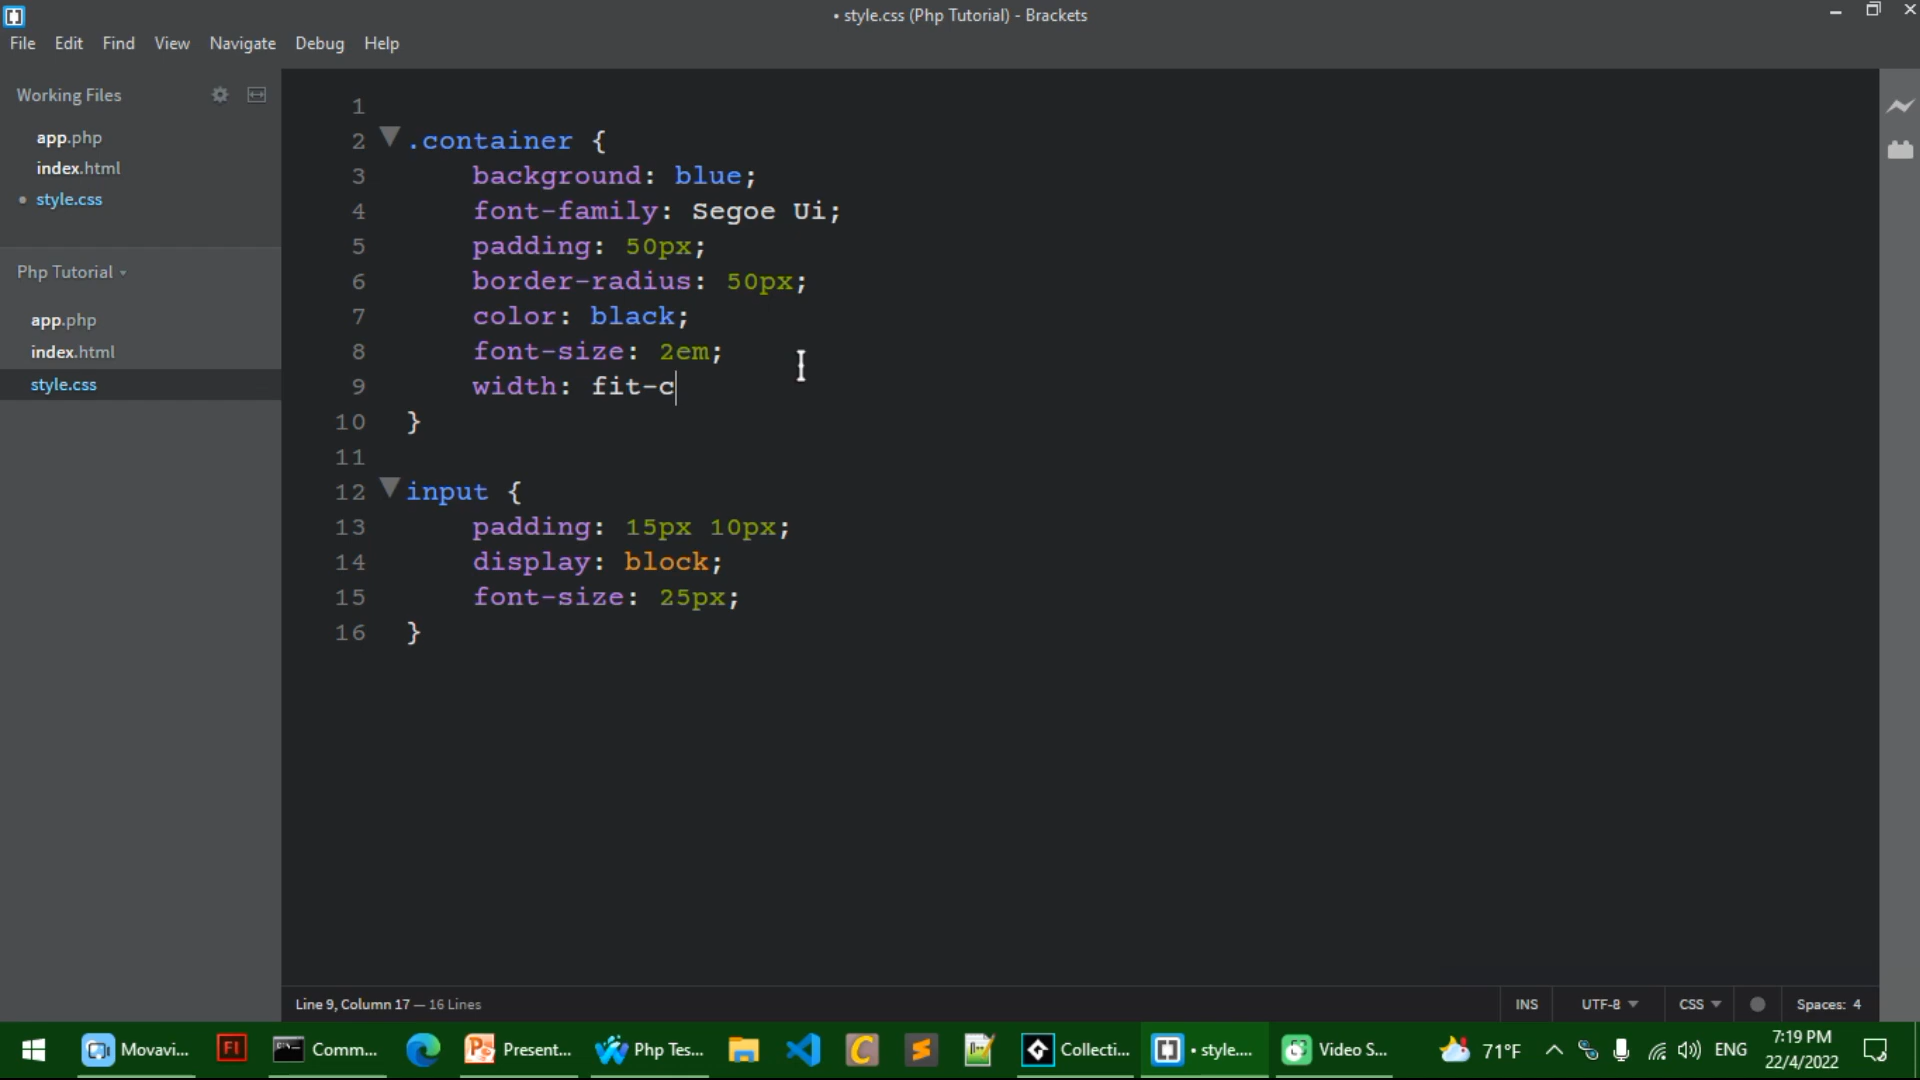 • style.css (Php Tutorial) - Brackets
File Edit Find View Navigate Debug Help
Working Files
app.php
index.html
• style.css
Php Tutorial
app.php
index.html
style.css
1
2 .container {
3 background: blue;
4 font-family: Segoe Ui;
5 padding: 50px;
6 border-radius: 50px;
7 color: black;
8 font-size: 2em;
9 width: fit-c
10 }
11
12 input {
13 padding: 15px 10px;
14 display: block;
15 font-size: 25px;
16 }
Line 9, Column 17 — 16 Lines
INS UTF-8 CSS Spaces: 4
Movavi... Fl Comm... Present... Php Tes... Collecti... • style.... Video S... 71°F ENG 7:19 PM
22/4/2022